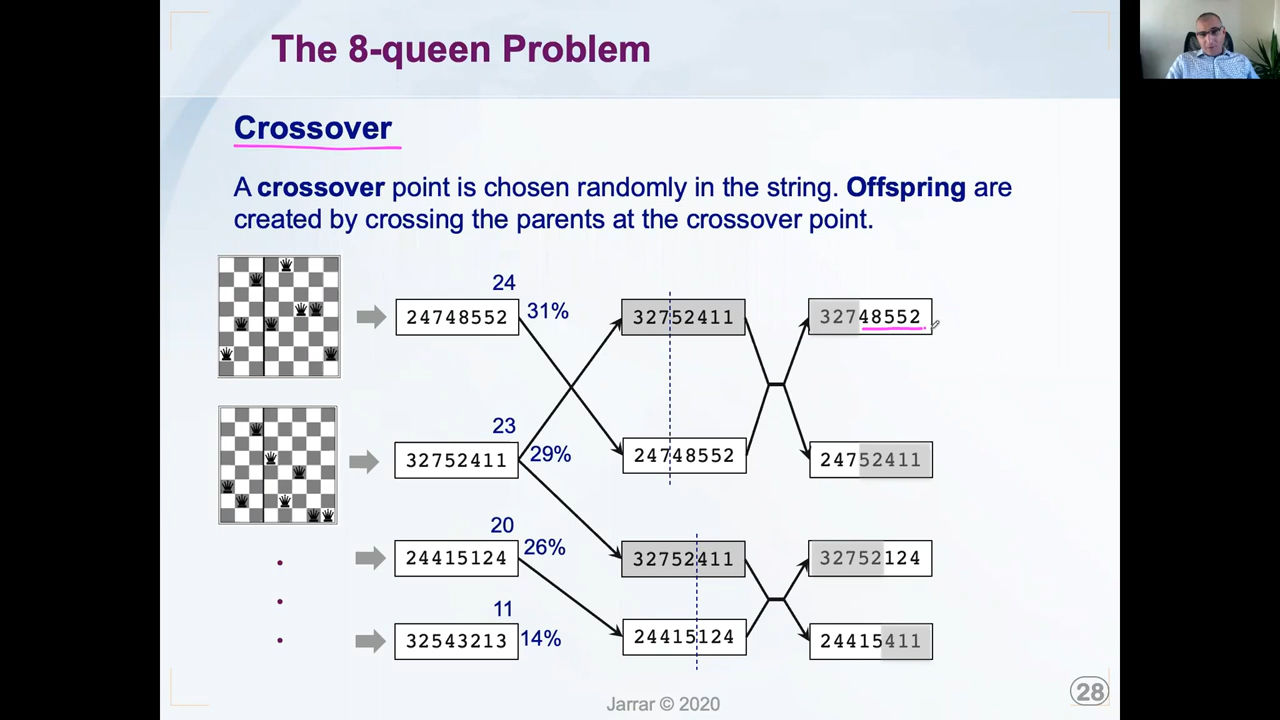 The 8-queen Problem
Crossover
A crossover point is chosen randomly in the string. Offspring are
created by crossing the parents at the crossover point.
24
24748552 31% 32752411 32748552
23
32752411 29% 24748552 24752411
20
24415124 26% 32752411 32752124
11
32543213 14% 24415124 24415411
Jarrar © 2020
28